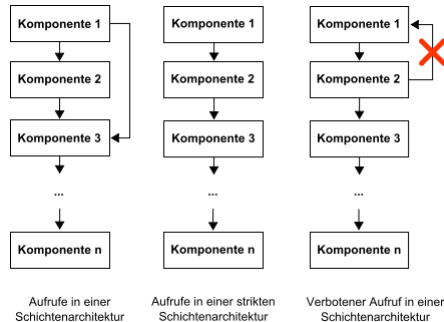 Komponente 1
Komponente 2
Komponente 3
...
Komponente n
Aufrufe in einer
Schichtenarchitektur
Komponente 1
Komponente 2
Komponente 3
...
Komponente n
Aufrufe in einer strikten
Schichtenarchitektur
Komponente 1
Komponente 2
Komponente 3
...
Komponente n
Verbotener Aufruf in einer
Schichtenarchitektur